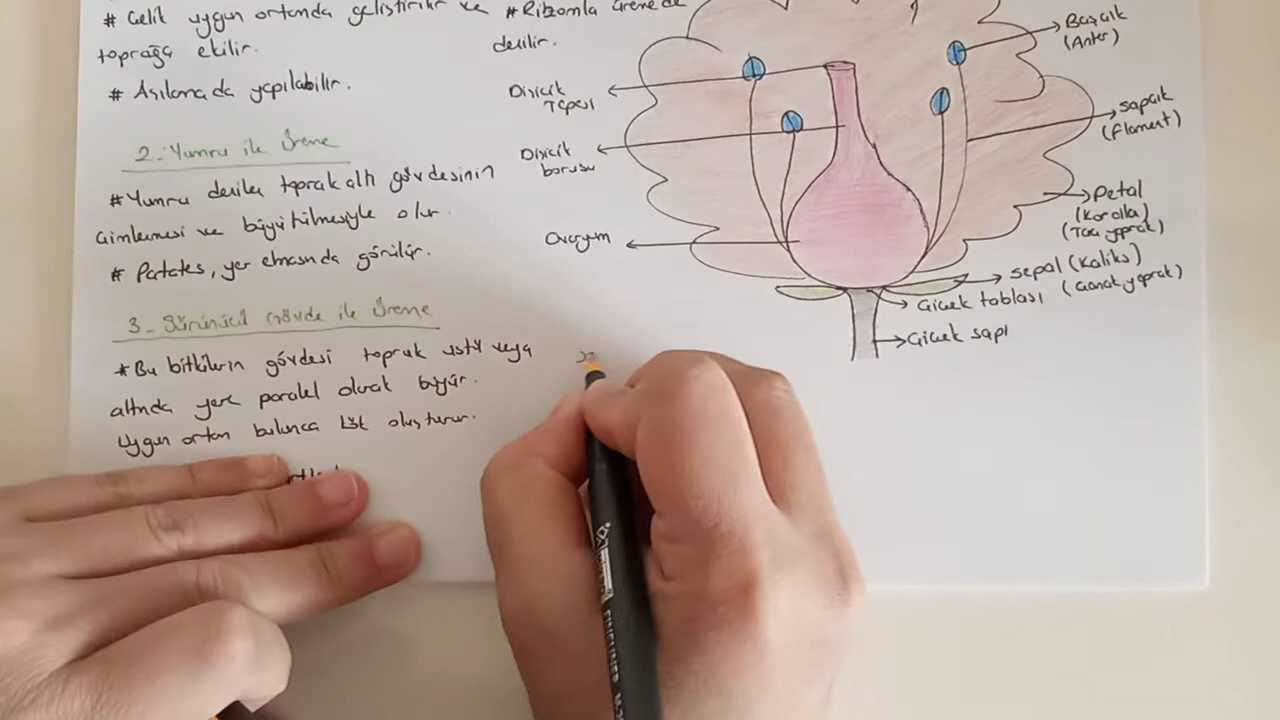 # Çelik uygun ortamda geliştirilir ve
toprağa ekilir.
# Aşılama da yapılabilir.
2- Yumru ile Üreme
# Yumru denilen toprak altı gövdesinin
çimlenmesi ve büyütülmesiyle olur.
# Patates, yer elmasında görülür.
3- Sürünücü Gövde ile Üreme
* Bu bitkilerin gövdesi toprak üstü veya
altında yere paralel olarak büyür.
Uygun ortam bulunca kök oluşturur.
# Rizomla üreme de
denilir.
Dişicik
Tepesi
Dişicik
borusu
Ovaryum
Başçık
(Anter)
sapçık
(filament)
Petal
(Korolla)
(Taç yaprak)
sepal (Kaliks)
(Çanak yaprak)
Çiçek tablası
Çiçek sapı